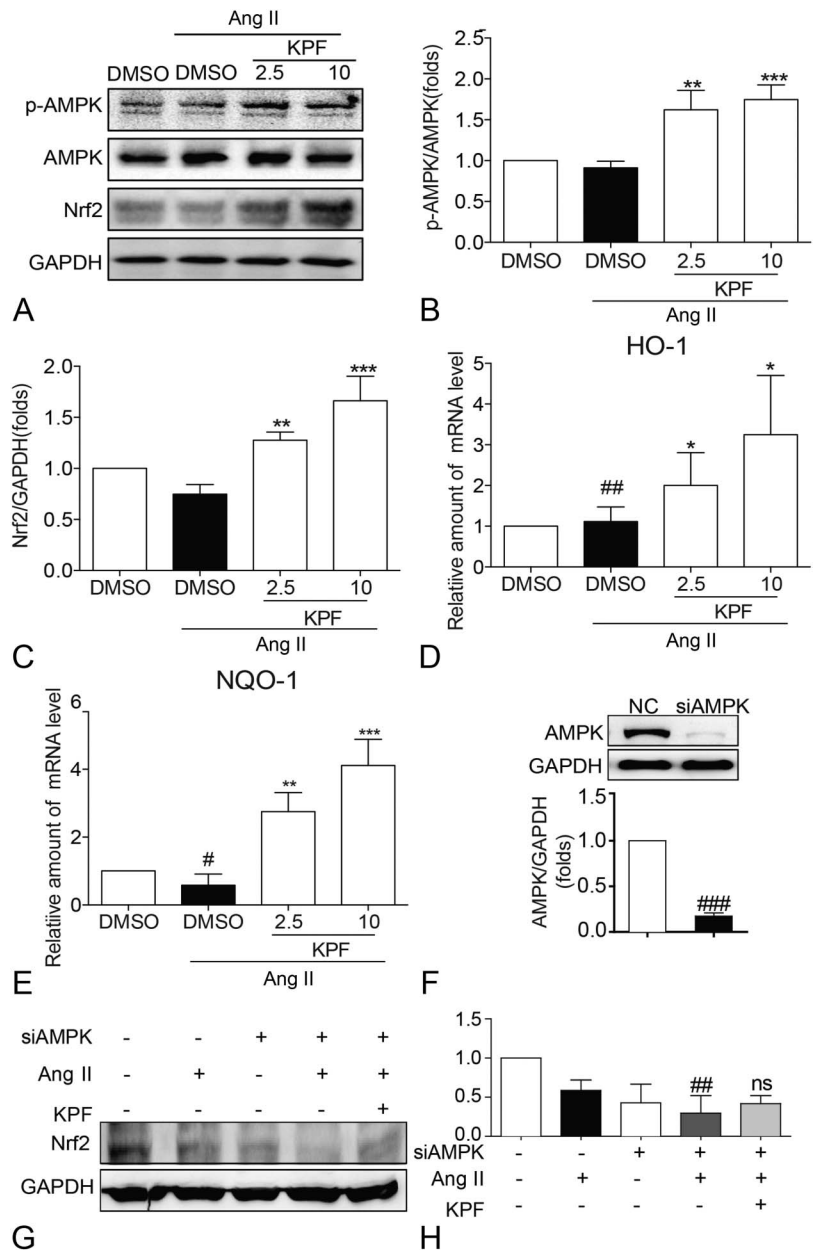 Ang II
KPF
DMSO DMSO 2.5 10
p-AMPK
AMPK
Nrf2
GAPDH
A
p-AMPK/AMPK(folds)
2.5
2.0
1.5
1.0
0.5
0.0
** ***
DMSO DMSO 2.5 10
KPF
Ang II
B
Nrf2/GAPDH(folds)
2.0
1.5
1.0
0.5
0.0
** ***
DMSO DMSO 2.5 10
KPF
Ang II
C
HO-1
Relatiive amount of mRNA level
5
4
3
2
1
0
## * *
DMSO DMSO 2.5 10
KPF
Ang II
D
NQO-1
Relatiive amount of mRNA level
6
4
2
0
# ** ***
DMSO DMSO 2.5 10
KPF
Ang II
E
NC siAMPK
AMPK
GAPDH
AMPK/GAPDH
(folds)
1.5
1.0
0.5
0.0
###
F
siAMPK - - + + +
Ang II - + - + +
KPF - - - - +
Nrf2
GAPDH
G
1.5
1.0
0.5
0.0
## ns
siAMPK - - + + +
Ang II - + - + +
KPF - - - - +
H